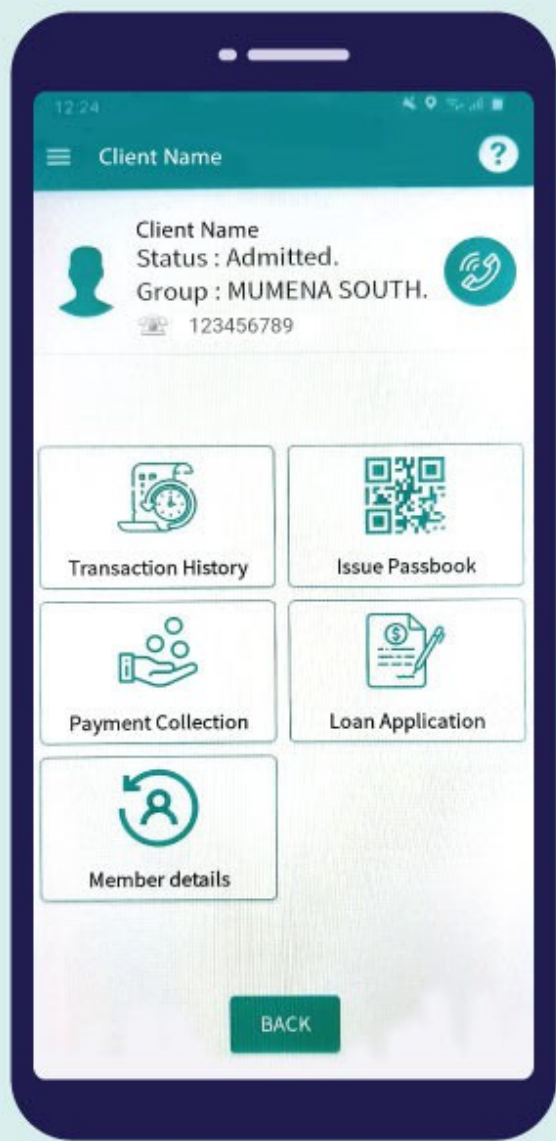 12:24
Client Name
?
Client Name
Status : Admitted.
Group : MUMENA SOUTH.
123456789
Transaction History
Issue Passbook
$
Payment Collection
Loan Application
Member details
BACK